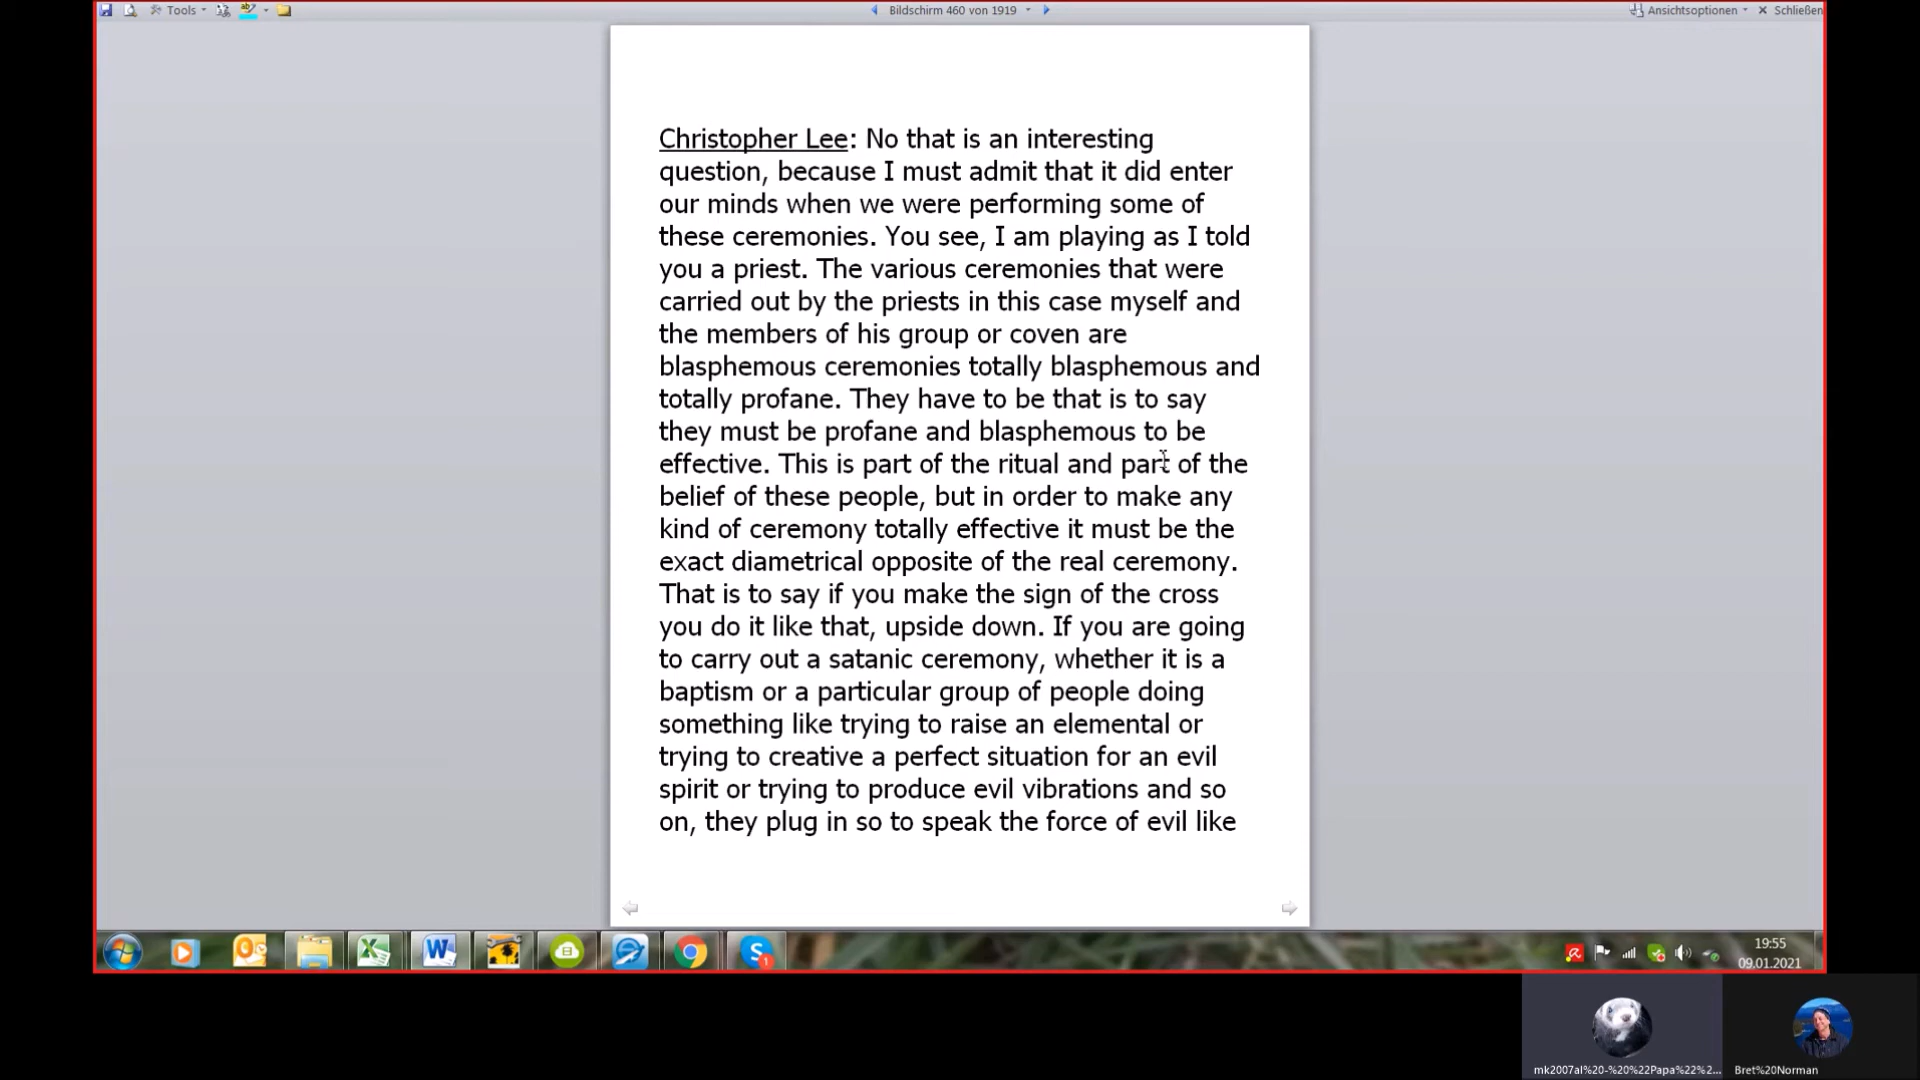 Tools
Bildschirm 460 von 1919
Ansichtsoptionen
Schließen
Christopher Lee: No that is an interesting
question, because I must admit that it did enter
our minds when we were performing some of
these ceremonies. You see, I am playing as I told
you a priest. The various ceremonies that were
carried out by the priests in this case myself and
the members of his group or coven are
blasphemous ceremonies totally blasphemous and
totally profane. They have to be that is to say
they must be profane and blasphemous to be
effective. This is part of the ritual and part of the
belief of these people, but in order to make any
kind of ceremony totally effective it must be the
exact diametrical opposite of the real ceremony.
That is to say if you make the sign of the cross
you do it like that, upside down. If you are going
to carry out a satanic ceremony, whether it is a
baptism or a particular group of people doing
something like trying to raise an elemental or
trying to creative a perfect situation for an evil
spirit or trying to produce evil vibrations and so
on, they plug in so to speak the force of evil like
19:55
09.01.2021
mk2007al%20-%20%22Papa%22%2...
Bret%20Norman